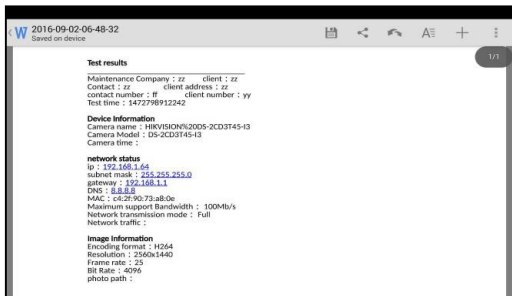 W 2016-09-02-06-48-32
Saved on device
1/1
Test results
Maintenance Company：zz client：zz
Contact：zz client address：zz
contact number：ff client number：yy
Test time：1472798912242
Device Information
Camera name：HIKVISION%20DS-2CD3T45-I3
Camera Model：DS-2CD3T45-I3
Camera time：
network status
ip：192.168.1.64
subnet mask：255.255.255.0
gateway：192.168.1.1
DNS：8.8.8.8
MAC：c4:2f:90:73:a8:0e
Maximum support Bandwidth： 100Mb/s
Network transmission mode： Full
Network traffic：
Image Information
Encoding format：H264
Resolution：2560x1440
Frame rate：25
Bit Rate：4096
photo path：